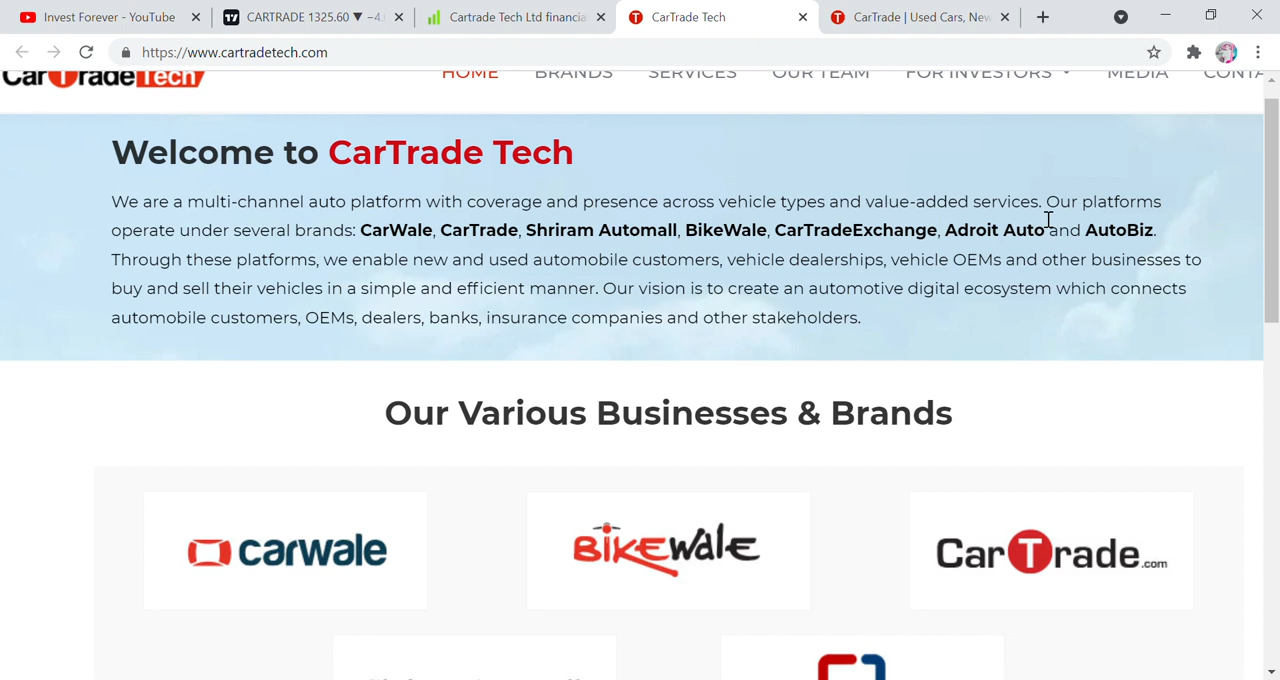 Invest Forever - YouTube
CARTRADE 1325.60 ▼ −4.
Cartrade Tech Ltd financia
CarTrade Tech
CarTrade | Used Cars, New
https://www.cartradetech.com
CarTradeTech
HOME BRANDS SERVICES OUR TEAM FOR INVESTORS MEDIA CONTA
Welcome to CarTrade Tech
We are a multi-channel auto platform with coverage and presence across vehicle types and value-added services. Our platforms
operate under several brands: CarWale, CarTrade, Shriram Automall, BikeWale, CarTradeExchange, Adroit Auto and AutoBiz.
Through these platforms, we enable new and used automobile customers, vehicle dealerships, vehicle OEMs and other businesses to
buy and sell their vehicles in a simple and efficient manner. Our vision is to create an automotive digital ecosystem which connects
automobile customers, OEMs, dealers, banks, insurance companies and other stakeholders.
Our Various Businesses & Brands
carwale
BikeWale
CarTrade.com